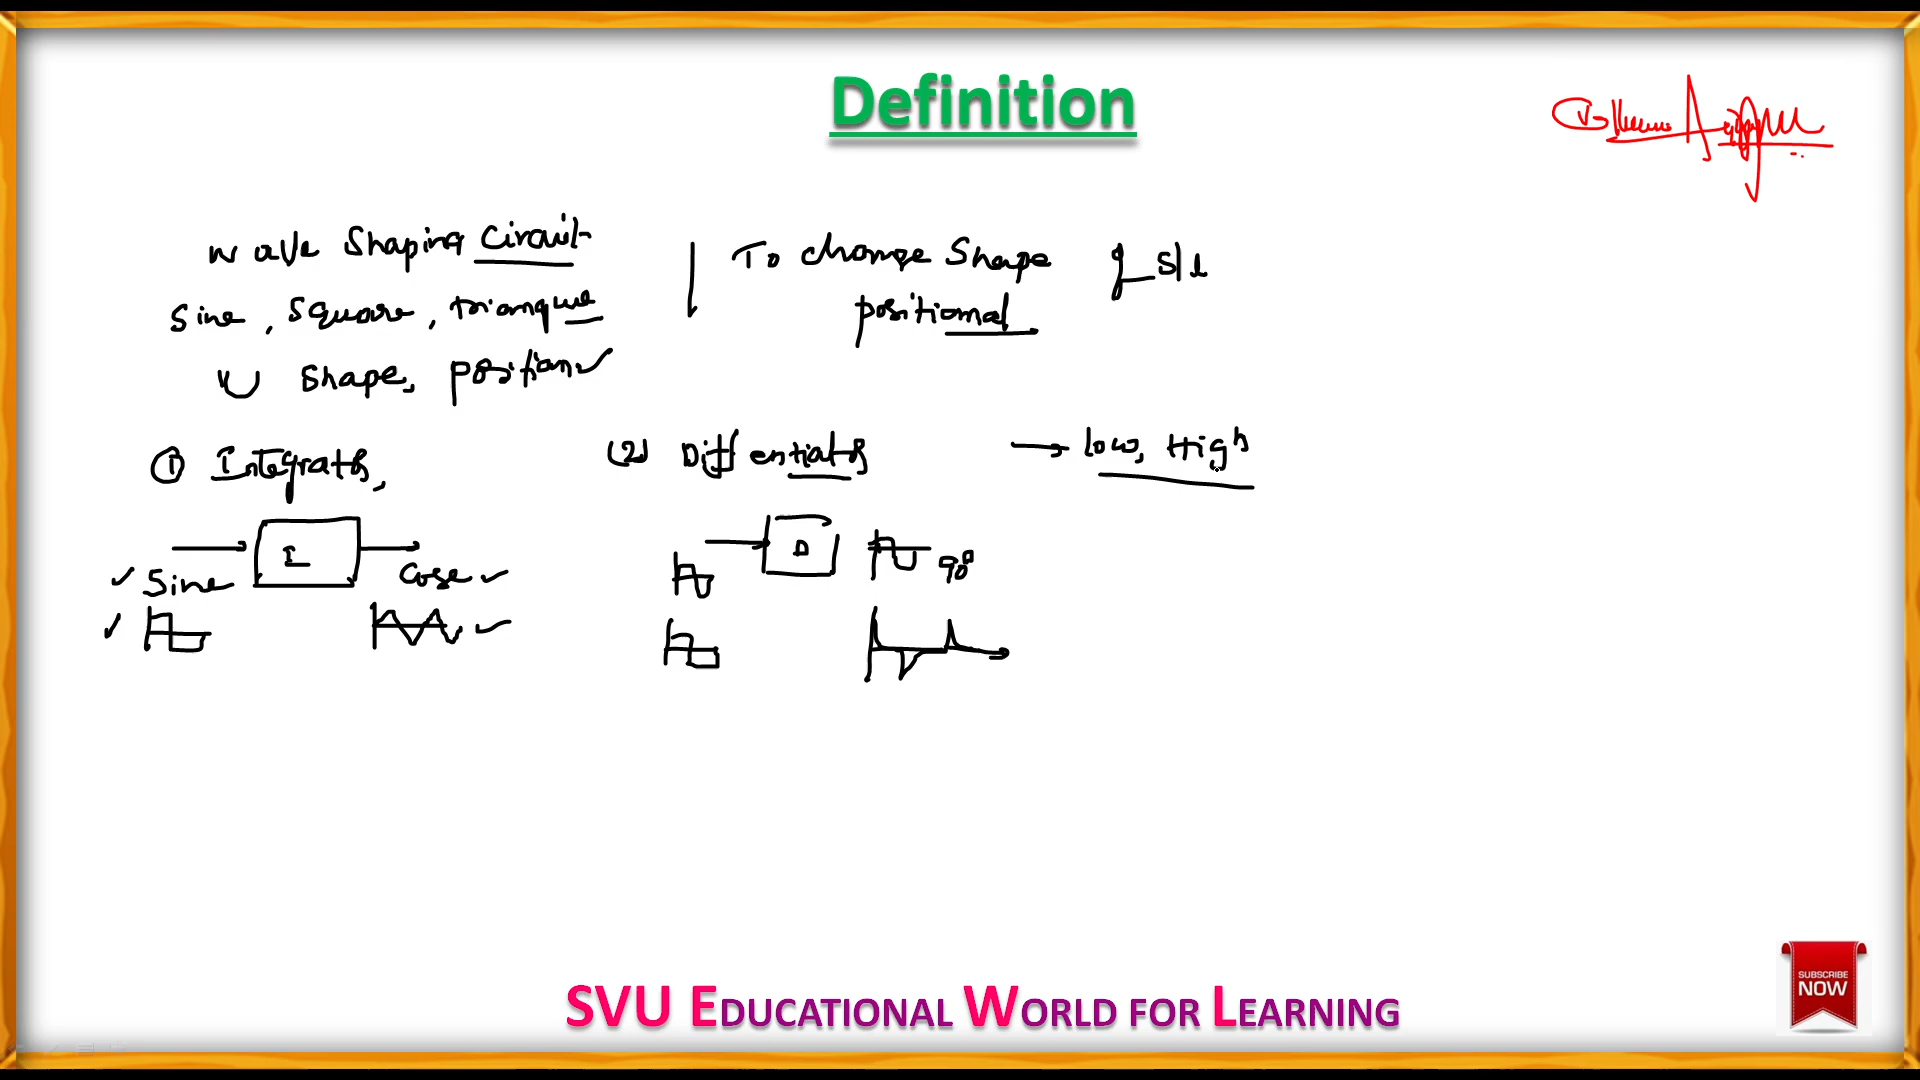 Definition
Wave Shaping Circuit
To change Shape of S/L
Sine, Square, triangule
positional
Shape, position
① Integrator,
(2) Differentiator
→ Low, High
I
D
Sine
Cose
90°
SVU EDUCATIONAL WORLD FOR LEARNING
SUBSCRIBE
NOW